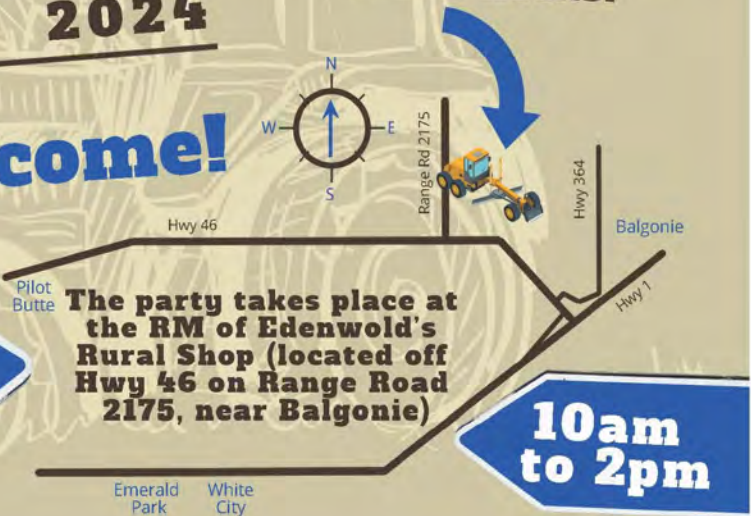 2024
come!
N
W
E
S
Range Rd 2175
Hwy 364
Hwy 46
Balgonie
Pilot
Butte
Hwy 1
The party takes place at
the RM of Edenwold's
Rural Shop (located off
Hwy 46 on Range Road
2175, near Balgonie)
10am
to 2pm
Emerald
Park
White
City